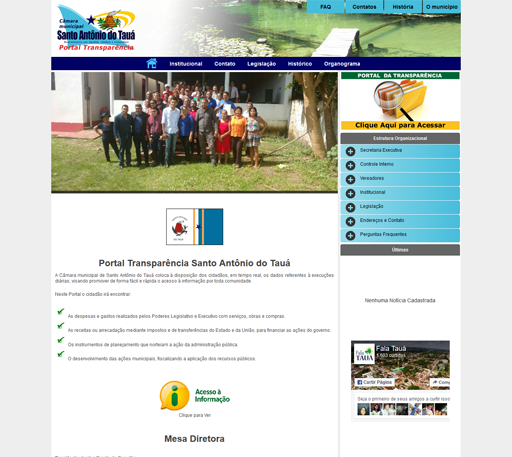 FAQ
Contatos
História
O município
Câmara
municipal
Santo Antônio do Tauá
Portal Transparência
Institucional
Contato
Legislação
Histórico
Organograma
PORTAL DA TRANSPARÊNCIA
Clique Aqui para Acessar
Estrutura Organizacional
Secretaria Executiva
Controle Interno
Vereadores
Institucional
Legislação
Endereços e Contato
Perguntas Frequentes
Últimas
Nenhuma Notícia Cadastrada
Portal Transparência Santo Antônio do Tauá
A Câmara municipal de Santo Antônio do Tauá coloca à disposição dos cidadãos, em tempo real, os dados referentes à execuções
diárias, visando promover de forma fácil e rápida o acesso à informação por toda comunidade.
Neste Portal o cidadão irá encontrar:
As despesas e gastos realizados pelos Poderes Legislativo e Executivo com serviços, obras e compras.
As receitas ou arrecadação mediante impostos e de transferências do Estado e da União, para financiar as ações do governo.
Os instrumentos de planejamento que norteiam a ação da administração pública.
O desenvolvimento das ações municipais, fiscalizando a aplicação dos recursos públicos.
Acesso à
Informação
Clique para Ver
Mesa Diretora
Fala Tauá
curtidas
Curtir Página
Seja o primeiro de seus amigos a curtir isso